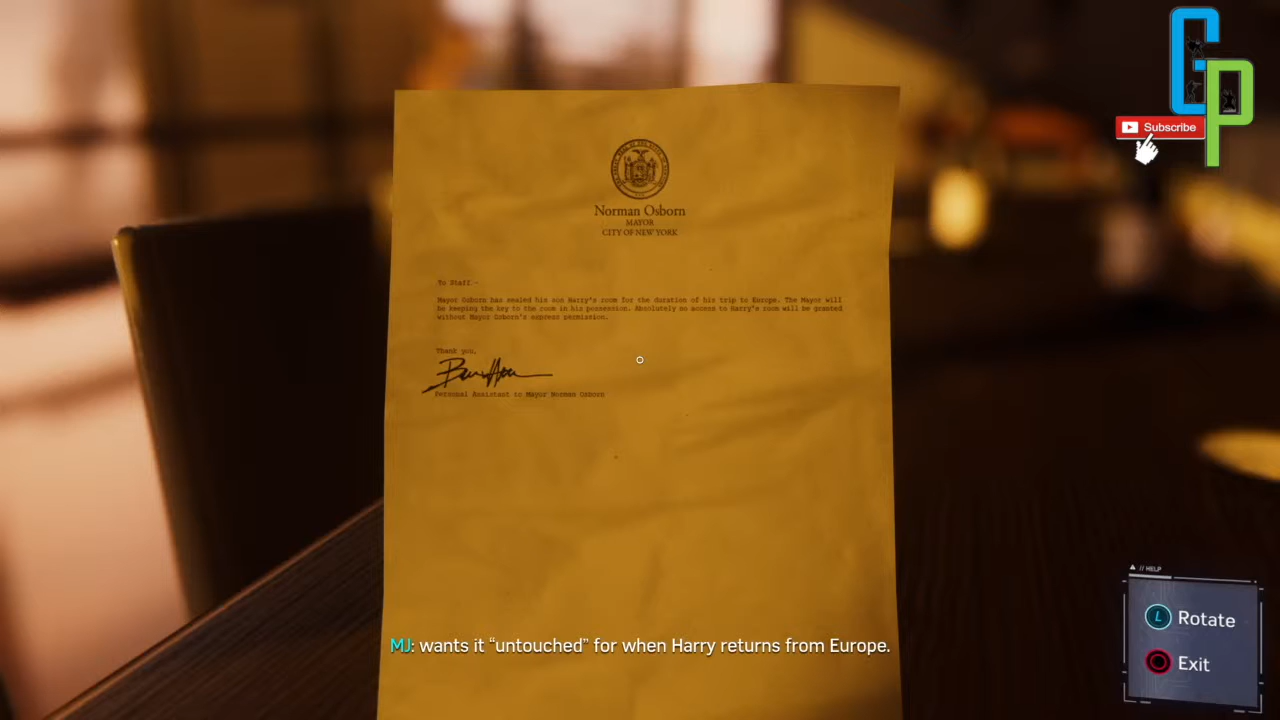 GP
Subscribe
Norman Osborn
MAYOR
CITY OF NEW YORK
To Staff-
Mayor Osborn has sealed his son Harry's room for the duration of his trip to Europe. The Mayor will
be keeping the key to the room in his possession. Absolutely no access to Harry's room will be granted
without Mayor Osborn's express permission.
Thank you,
Personal Assistant to Mayor Norman Osborn
MJ: wants it “untouched” for when Harry returns from Europe.
// HELP
L Rotate
Exit